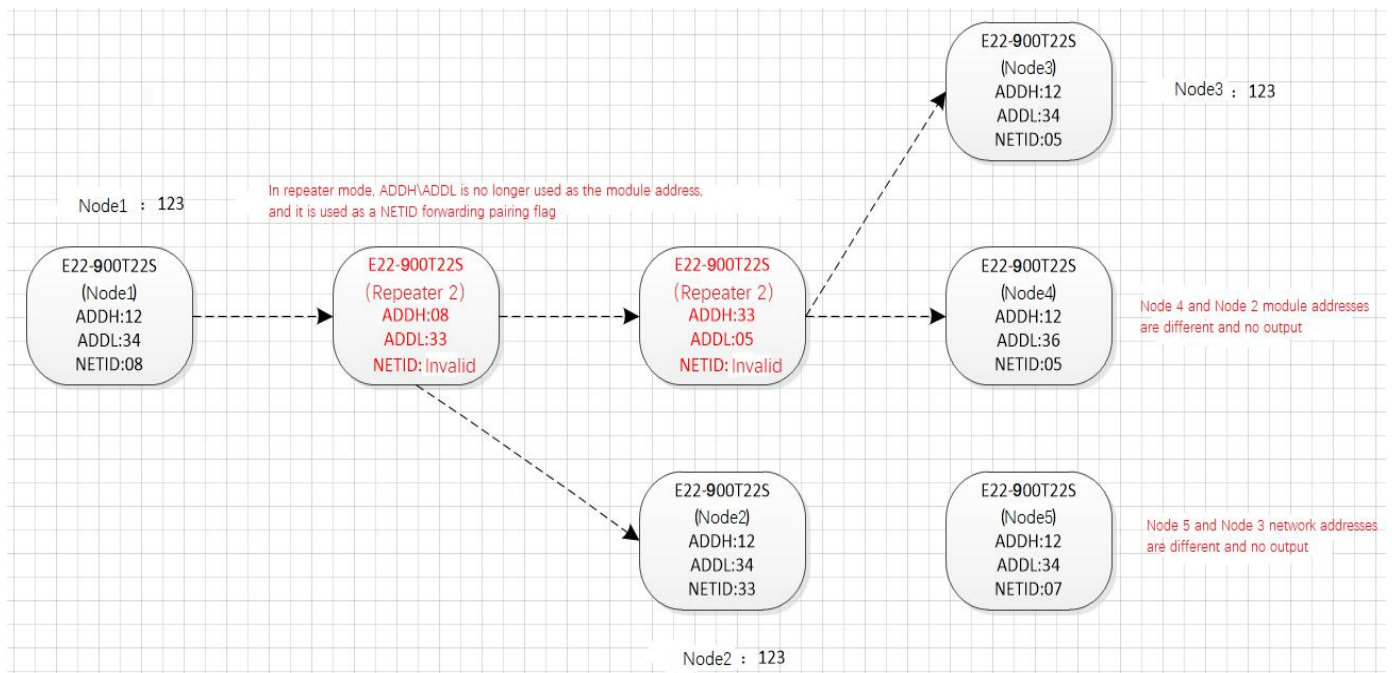 E22-900T22S
(Node3)
ADDH:12
ADDL:34
NETID:05
Node3 : 123
In repeater mode, ADDH\ADDL is no longer used as the module address,
and it is used as a NETID forwarding pairing flag
Node1 : 123
E22-900T22S
(Node1)
ADDH:12
ADDL:34
NETID:08
E22-900T22S
(Repeater 2)
ADDH:08
ADDL:33
NETID: Invalid
E22-900T22S
(Repeater 2)
ADDH:33
ADDL:05
NETID: Invalid
E22-900T22S
(Node4)
ADDH:12
ADDL:36
NETID:05
Node 4 and Node 2 module addresses
are different and no output
E22-900T22S
(Node2)
ADDH:12
ADDL:34
NETID:33
E22-900T22S
(Node5)
ADDH:12
ADDL:34
NETID:07
Node 5 and Node 3 network addresses
are different and no output
Node2 : 123